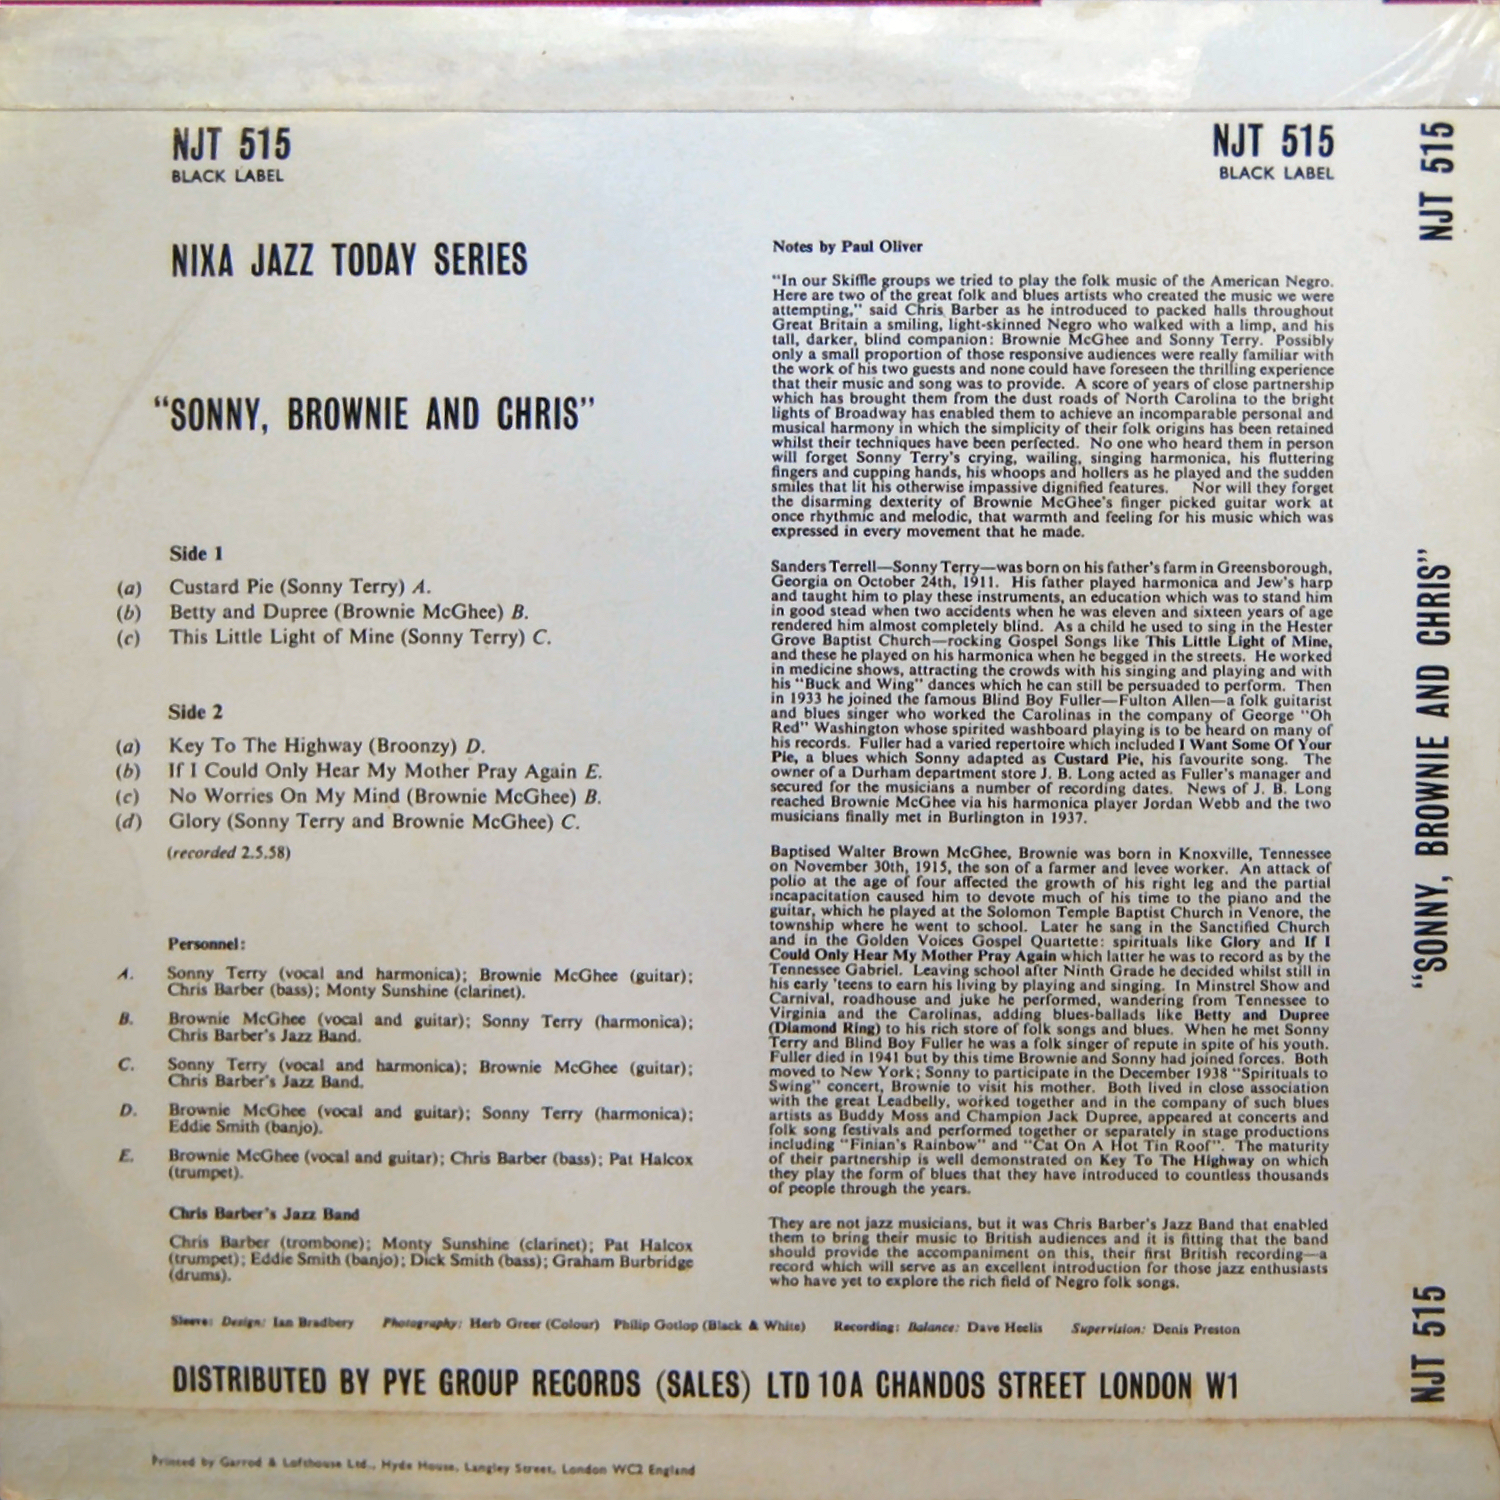 NJT 515
BLACK LABEL
NJT 515
BLACK LABEL
NIXA JAZZ TODAY SERIES
"SONNY, BROWNIE AND CHRIS"
Side 1
(a) Custard Pie (Sonny Terry) A.
(b) Betty and Dupree (Brownie McGhee) B.
(c) This Little Light of Mine (Sonny Terry) C.
Side 2
(a) Key To The Highway (Broonzy) D.
(b) If I Could Only Hear My Mother Pray Again E.
(c) No Worries On My Mind (Brownie McGhee) B.
(d) Glory (Sonny Terry and Brownie McGhee) C.
(recorded 2.5.58)
Personnel:
A. Sonny Terry (vocal and harmonica); Brownie McGhee (guitar);
Chris Barber (bass); Monty Sunshine (clarinet).
B. Brownie McGhee (vocal and guitar); Sonny Terry (harmonica);
Chris Barber's Jazz Band.
C. Sonny Terry (vocal and harmonica); Brownie McGhee (guitar);
Chris Barber's Jazz Band.
D. Brownie McGhee (vocal and guitar); Sonny Terry (harmonica);
Eddie Smith (banjo).
E. Brownie McGhee (vocal and guitar); Chris Barber (bass); Pat Halcox
(trumpet).
Chris Barber's Jazz Band
Chris Barber (trombone); Monty Sunshine (clarinet); Pat Halcox
(trumpet); Eddie Smith (banjo); Dick Smith (bass); Graham Burbridge
(drums).
Notes by Paul Oliver
"In our Skiffle groups we tried to play the folk music of the American Negro.
Here are two of the great folk and blues artists who created the music we were
attempting," said Chris Barber as he introduced to packed halls throughout
Great Britain a smiling, light-skinned Negro who walked with a limp, and his
tall, darker, blind companion: Brownie McGhee and Sonny Terry. Possibly
only a small proportion of those responsive audiences were really familiar with
the work of his two guests and none could have foreseen the thrilling experience
that their music and song was to provide. A score of years of close partnership
which has brought them from the dust roads of North Carolina to the bright
lights of Broadway has enabled them to achieve an incomparable personal and
musical harmony in which the simplicity of their folk origins has been retained
whilst their techniques have been perfected. No one who heard them in person
will forget Sonny Terry's crying, wailing, singing harmonica, his fluttering
fingers and cupping hands, his whoops and hollers as he played and the sudden
smiles that lit his otherwise impassive dignified features. Nor will they forget
the disarming dexterity of Brownie McGhee's finger picked guitar work at
once rhythmic and melodic, that warmth and feeling for his music which was
expressed in every movement that he made.
Sanders Terrell—Sonny Terry—was born on his father's farm in Greensborough,
Georgia on October 24th, 1911. His father played harmonica and Jew's harp
and taught him to play these instruments, an education which was to stand him
in good stead when two accidents when he was eleven and sixteen years of age
rendered him almost completely blind. As a child he used to sing in the Hester
Grove Baptist Church—rocking Gospel Songs like This Little Light of Mine,
and these he played on his harmonica when he begged in the streets. He worked
in medicine shows, attracting the crowds with his singing and playing and with
his "Buck and Wing" dances which he can still be persuaded to perform. Then
in 1933 he joined the famous Blind Boy Fuller—Fulton Allen—a folk guitarist
and blues singer who worked the Carolinas in the company of George "Oh
Red" Washington whose spirited washboard playing is to be heard on many of
his records. Fuller had a varied repertoire which included I Want Some Of Your
Pie, a blues which Sonny adapted as Custard Pie, his favourite song. The
owner of a Durham department store J. B. Long acted as Fuller's manager and
secured for the musicians a number of recording dates. News of J. B. Long
reached Brownie McGhee via his harmonica player Jordan Webb and the two
musicians finally met in Burlington in 1937.
Baptised Walter Brown McGhee, Brownie was born in Knoxville, Tennessee
on November 30th, 1915, the son of a farmer and levee worker. An attack of
polio at the age of four affected the growth of his right leg and the partial
incapacitation caused him to devote much of his time to the piano and the
guitar, which he played at the Solomon Temple Baptist Church in Venore, the
township where he went to school. Later he sang in the Sanctified Church
and in the Golden Voices Gospel Quartette: spirituals like Glory and If I
Could Only Hear My Mother Pray Again which latter he was to record as by the
Tennessee Gabriel. Leaving school after Ninth Grade he decided whilst still in
his early 'teens to earn his living by playing and singing. In Minstrel Show and
Carnival, roadhouse and juke he performed, wandering from Tennessee to
Virginia and the Carolinas, adding blues-ballads like Betty and Dupree
(Diamond Ring) to his rich store of folk songs and blues. When he met Sonny
Terry and Blind Boy Fuller he was a folk singer of repute in spite of his youth.
Fuller died in 1941 but by this time Brownie and Sonny had joined forces. Both
moved to New York; Sonny to participate in the December 1938 "Spirituals to
Swing" concert, Brownie to visit his mother. Both lived in close association
with the great Leadbelly, worked together and in the company of such blues
artists as Buddy Moss and Champion Jack Dupree, appeared at concerts and
folk song festivals and performed together or separately in stage productions
including "Finian's Rainbow" and "Cat On A Hot Tin Roof". The maturity
of their partnership is well demonstrated on Key To The Highway on which
they play the form of blues that they have introduced to countless thousands
of people through the years.
They are not jazz musicians, but it was Chris Barber's Jazz Band that enabled
them to bring their music to British audiences and it is fitting that the band
should provide the accompaniment on this, their first British recording—a
record which will serve as an excellent introduction for those jazz enthusiasts
who have yet to explore the rich field of Negro folk songs.
Sleeve: Design: Ian Bradbery Photography: Herb Greer (Colour) Philip Gotlop (Black & White) Recording: Balance: Dave Heelis Supervision: Denis Preston
DISTRIBUTED BY PYE GROUP RECORDS (SALES) LTD 10A CHANDOS STREET LONDON W1
Printed by Garrod & Lofthouse Ltd., Hyde House, Langley Street, London WC2 England
NJT 515
"SONNY, BROWNIE AND CHRIS"
NJT 515